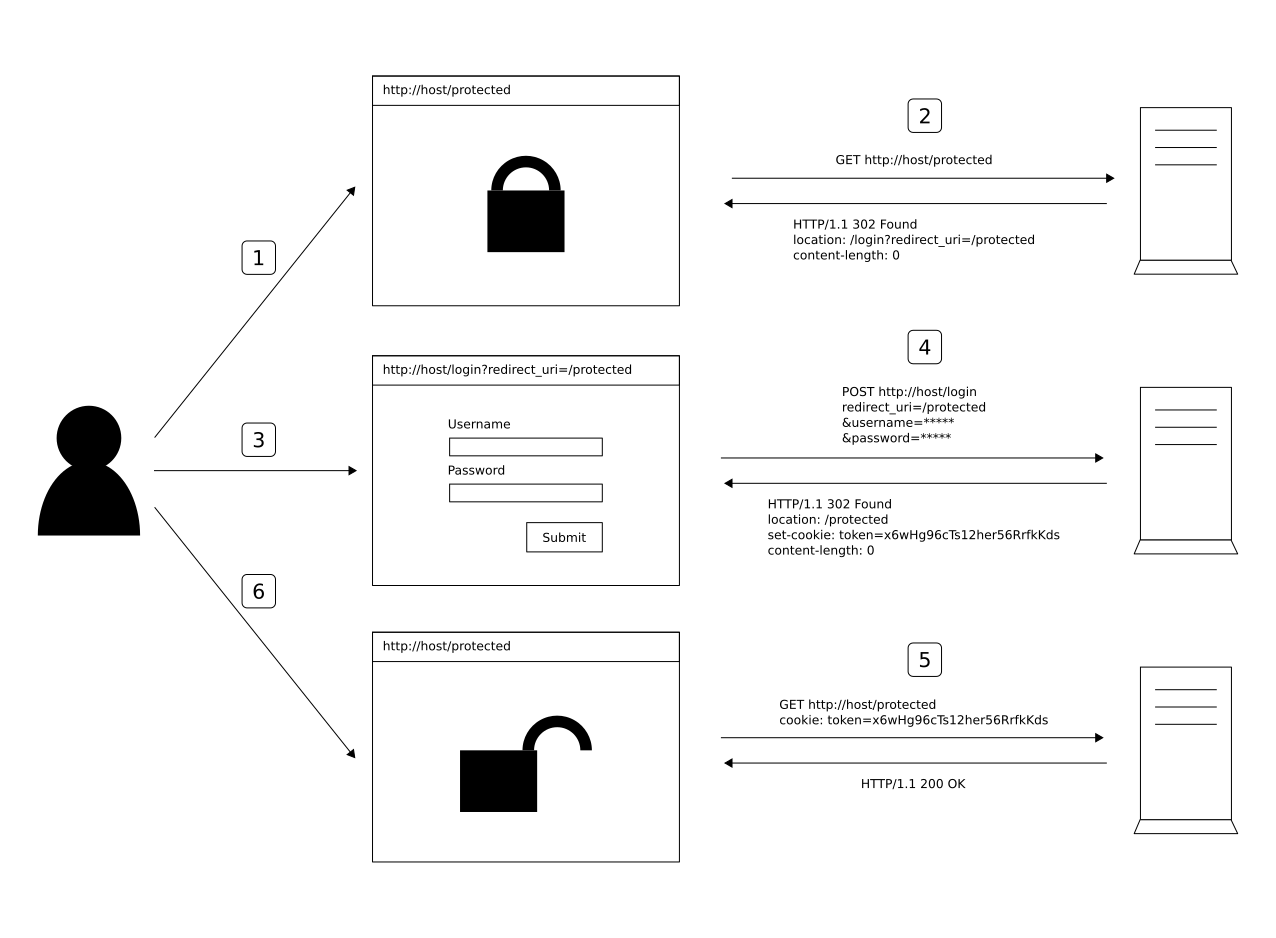 http://host/protected
2
GET http://host/protected
HTTP/1.1 302 Found
location: /login?redirect_uri=/protected
content-length: 0
1
http://host/login?redirect_uri=/protected
Username
Password
Submit
3
4
POST http://host/login
redirect_uri=/protected
&username=*****
&password=*****
HTTP/1.1 302 Found
location: /protected
set-cookie: token=x6wHg96cTs12her56RrfkKds
content-length: 0
6
http://host/protected
5
GET http://host/protected
cookie: token=x6wHg96cTs12her56RrfkKds
HTTP/1.1 200 OK